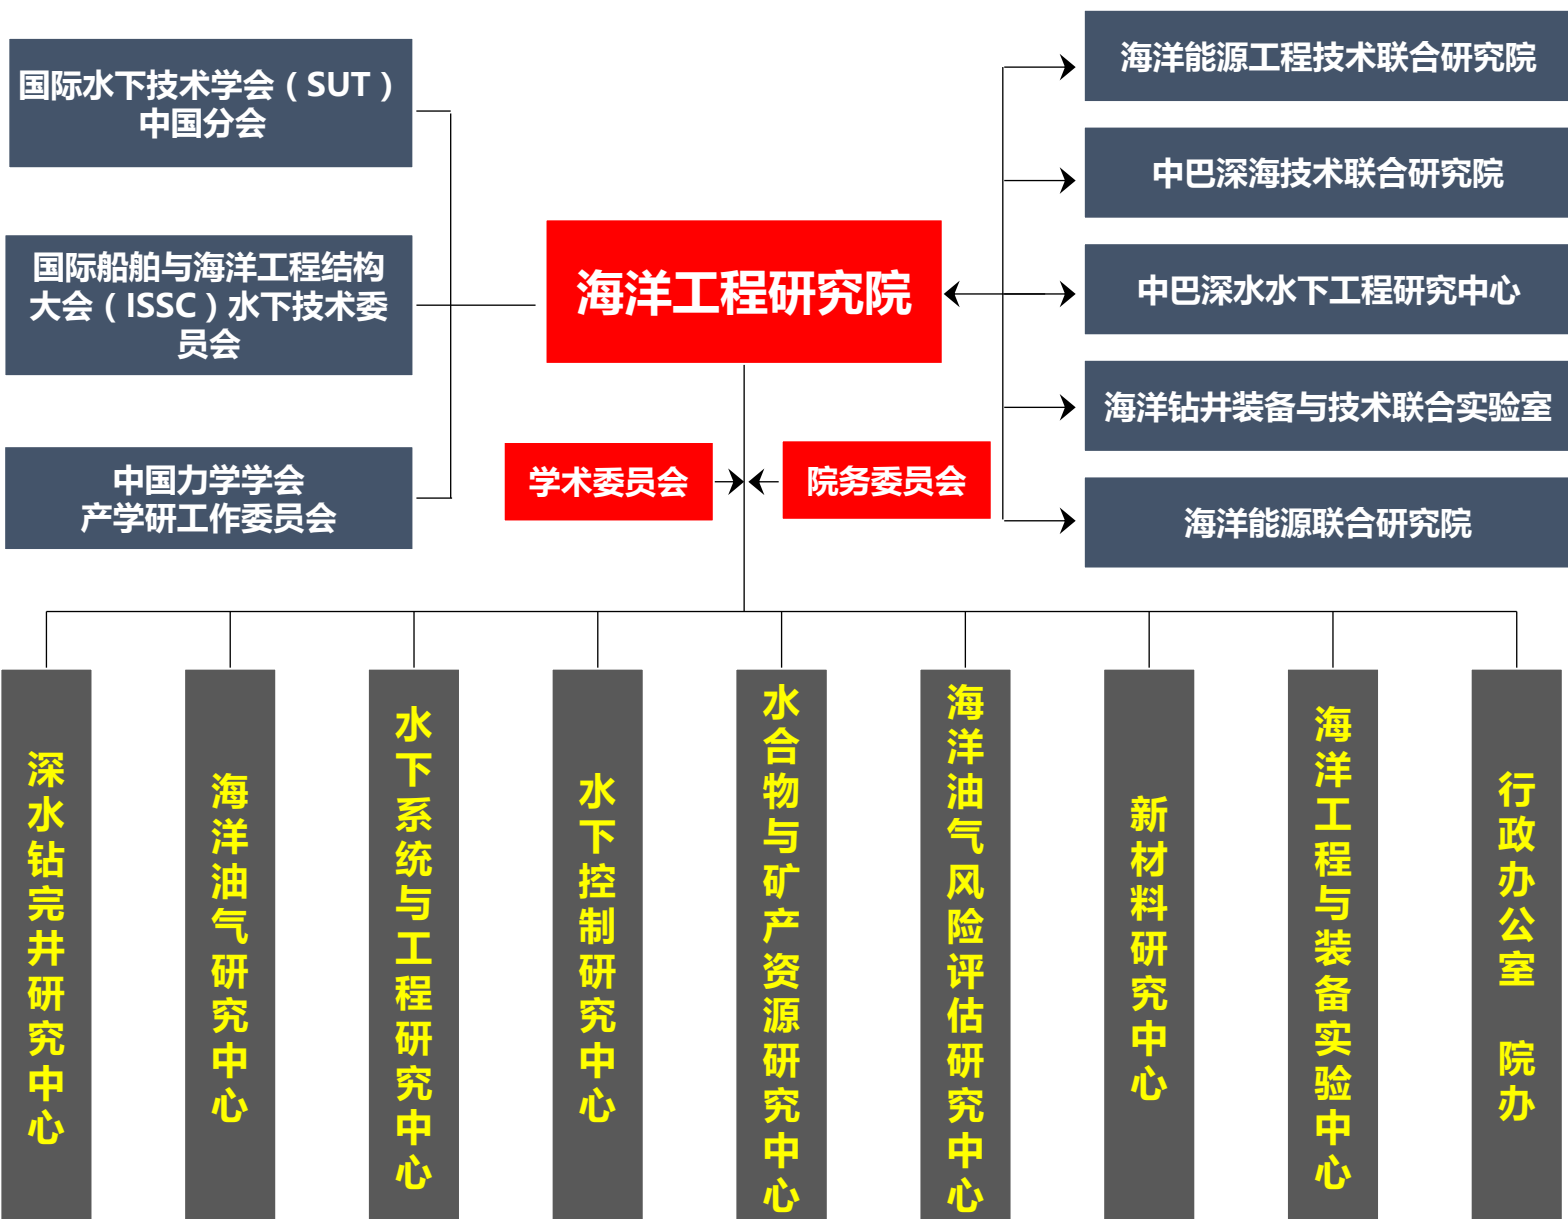 国际水下技术学会（SUT）
中国分会
国际船舶与海洋工程结构
大会（ISSC）水下技术委
员会
中国力学学会
产学研工作委员会
海洋工程研究院
学术委员会
院务委员会
海洋能源工程技术联合研究院
中巴深海技术联合研究院
中巴深水水下工程研究中心
海洋钻井装备与技术联合实验室
海洋能源联合研究院
深水钻完井研究中心
海洋油气研究中心
水下系统与工程研究中心
水下控制研究中心
水合物与矿产资源研究中心
海洋油气风险评估研究中心
新材料研究中心
海洋工程与装备实验中心
行政办公室 院办